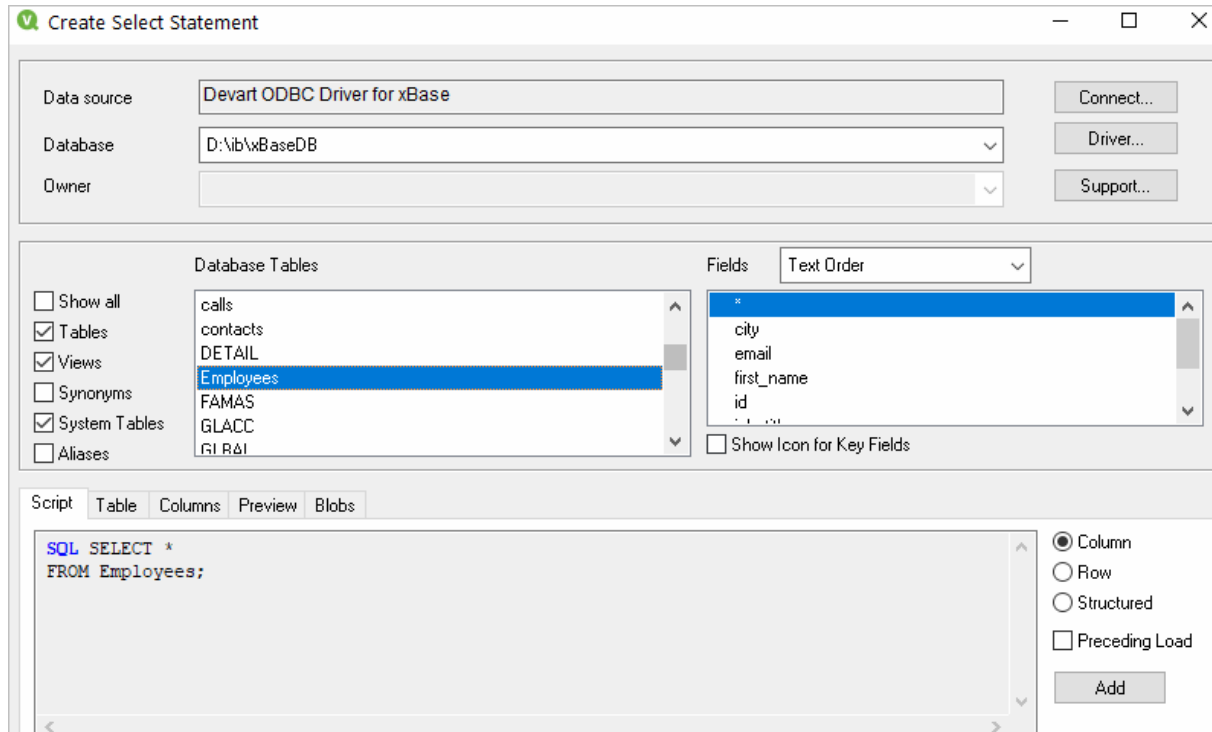 Create Select Statement
Data source
Devart ODBC Driver for xBase
Connect...
Database
D:\ib\xBaseDB
Driver...
Owner
Support...
Database Tables
Fields
Text Order
Show all
Tables
Views
Synonyms
System Tables
Aliases
calls
contacts
DETAIL
Employees
FAMAS
GLACC
GLBAL
*
city
email
first_name
id
Show Icon for Key Fields
Script
Table
Columns
Preview
Blobs
SQL SELECT *
FROM Employees;
Column
Row
Structured
Preceding Load
Add